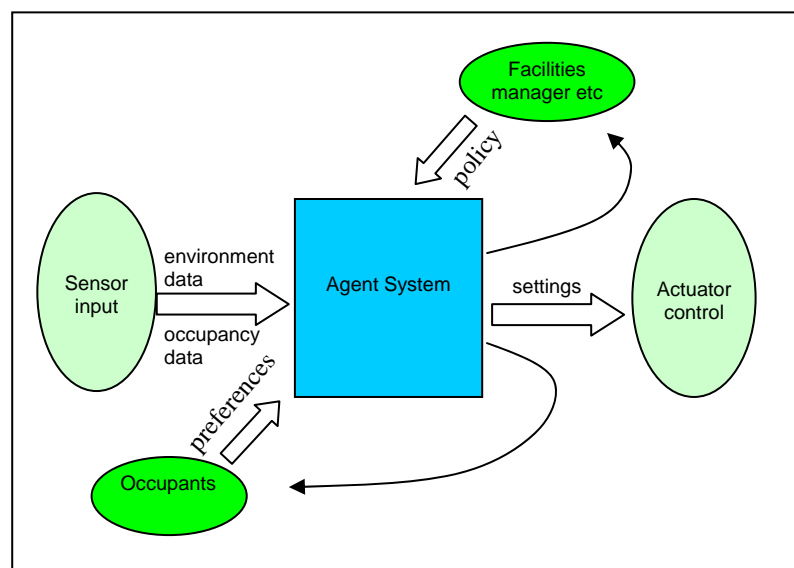 Facilities
manager etc
policy
environment
data
Sensor
input
occupancy
data
Agent System
settings
Actuator
control
preferences
Occupants